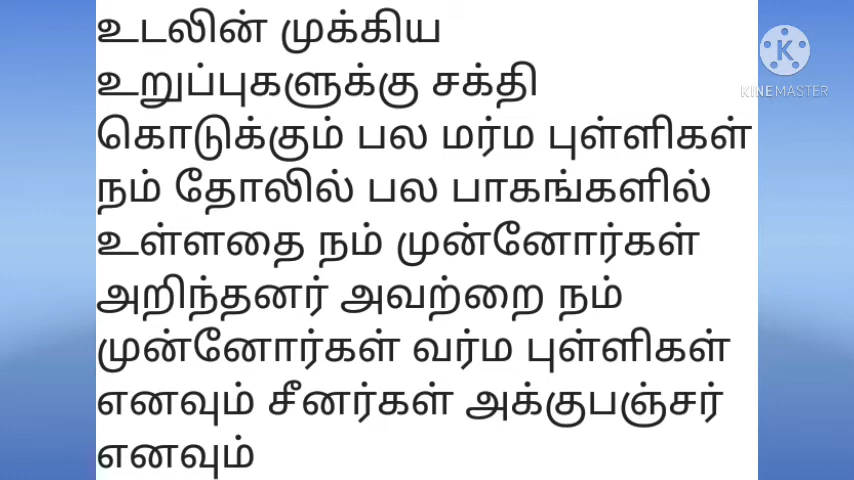 உடலின் முக்கிய
உறுப்புகளுக்கு சக்தி
கொடுக்கும் பல மர்ம புள்ளிகள்
நம் தோலில் பல பாகங்களில்
உள்ளதை நம் முன்னோர்கள்
அறிந்தனர் அவற்றை நம்
முன்னோர்கள் வர்ம புள்ளிகள்
எனவும் சீனர்கள் அக்குபஞ்சர்
எனவும்
K
KINEMASTER